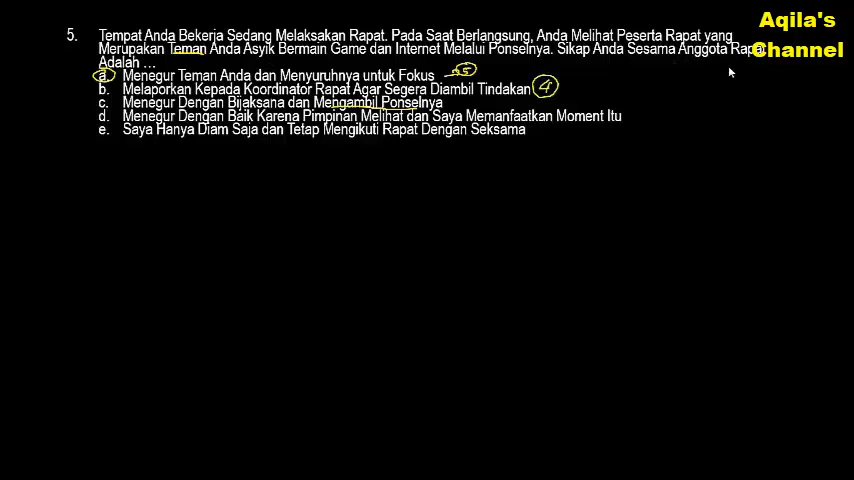 Aqila's
Channel
5. Tempat Anda Bekerja Sedang Melaksakan Rapat. Pada Saat Berlangsung, Anda Melihat Peserta Rapat yang
Merupakan Teman Anda Asyik Bermain Game dan Internet Melalui Ponselnya. Sikap Anda Sesama Anggota Rapat
Adalah ...
a. Menegur Teman Anda dan Menyuruhnya untuk Fokus 5
b. Melaporkan Kepada Koordinator Rapat Agar Segera Diambil Tindakan 4
c. Menegur Dengan Bijaksana dan Mengambil Ponselnya
d. Menegur Dengan Baik Karena Pimpinan Melihat dan Saya Memanfaatkan Moment Itu
e. Saya Hanya Diam Saja dan Tetap Mengikuti Rapat Dengan Seksama